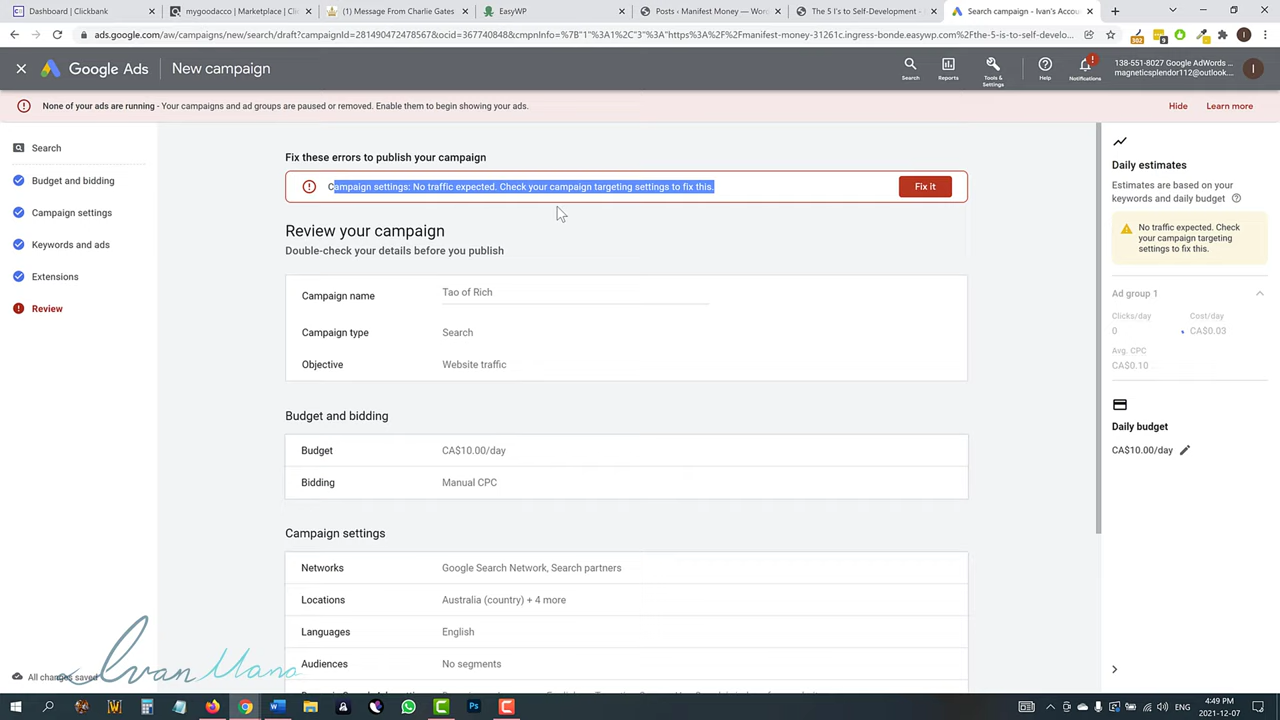 Dashboard | Clickbank
mygoodacco | Marketplace | Click
(1) Message From Charlie Gates
EasyWP
Posts ‹ Manifest Money — Word
The 5 I's to Self-Development -
Search campaign - Ivan's Accou
ads.google.com/aw/campaigns/new/search/draft?campaignId=281490472478567&ocid=367740848&cmpnInfo=%7B"1"%3A1%2C"3"%3A"https%3A%2F%2Fmanifest-money-31261c.ingress-bonde.easywp.com%2Fthe-5-is-to-self-develo...
Google Ads
New campaign
Search
Reports
Tools & Settings
Help
Notifications
138-551-8027 Google AdWords ...
magneticsplendor112@outlook....
I
None of your ads are running - Your campaigns and ad groups are paused or removed. Enable them to begin showing your ads.
Hide
Learn more
Search
Budget and bidding
Campaign settings
Keywords and ads
Extensions
Review
Fix these errors to publish your campaign
Campaign settings: No traffic expected. Check your campaign targeting settings to fix this.
Fix it
Review your campaign
Double-check your details before you publish
Campaign name
Tao of Rich
Campaign type
Search
Objective
Website traffic
Budget and bidding
Budget
CA$10.00/day
Bidding
Manual CPC
Campaign settings
Networks
Google Search Network, Search partners
Locations
Australia (country) + 4 more
Languages
English
Audiences
No segments
Daily estimates
Estimates are based on your
keywords and daily budget
No traffic expected. Check
your campaign targeting
settings to fix this.
Ad group 1
Clicks/day
Cost/day
0
CA$0.03
Avg. CPC
CA$0.10
Daily budget
CA$10.00/day
All changes saved
Ivan Mana
ENG
4:49 PM
2021-12-07